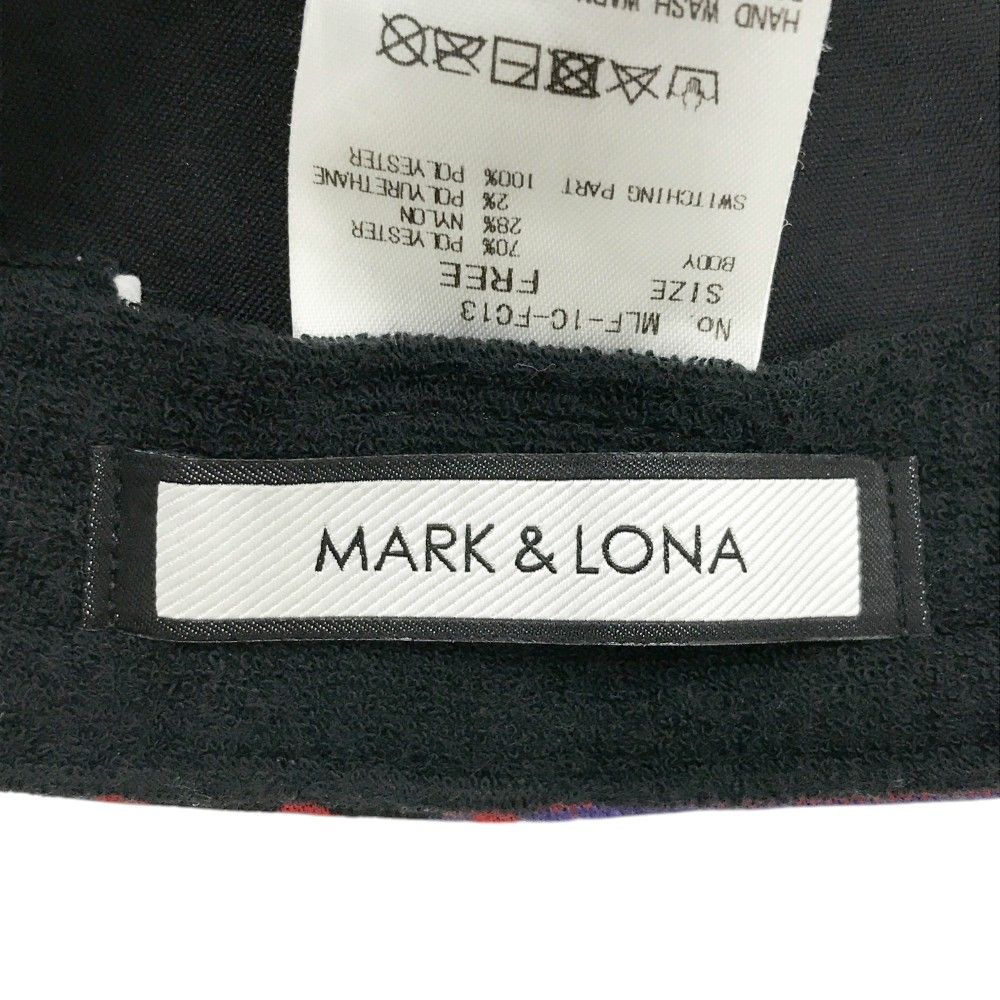 No. MLF-1C-FC13
SIZE FREE
BODY 70% POLYESTER
28% NYLON
2% POLYURETHANE
SWITCHING PART 100% POLYESTER
HAND WASH
MARK & LONA